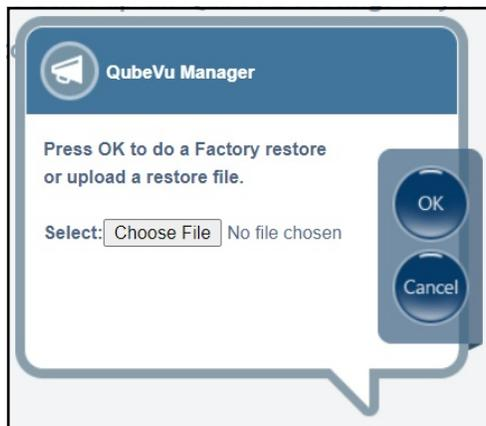 QubeVu Manager
Press OK to do a Factory restore
or upload a restore file.
Select: Choose File No file chosen
OK
Cancel